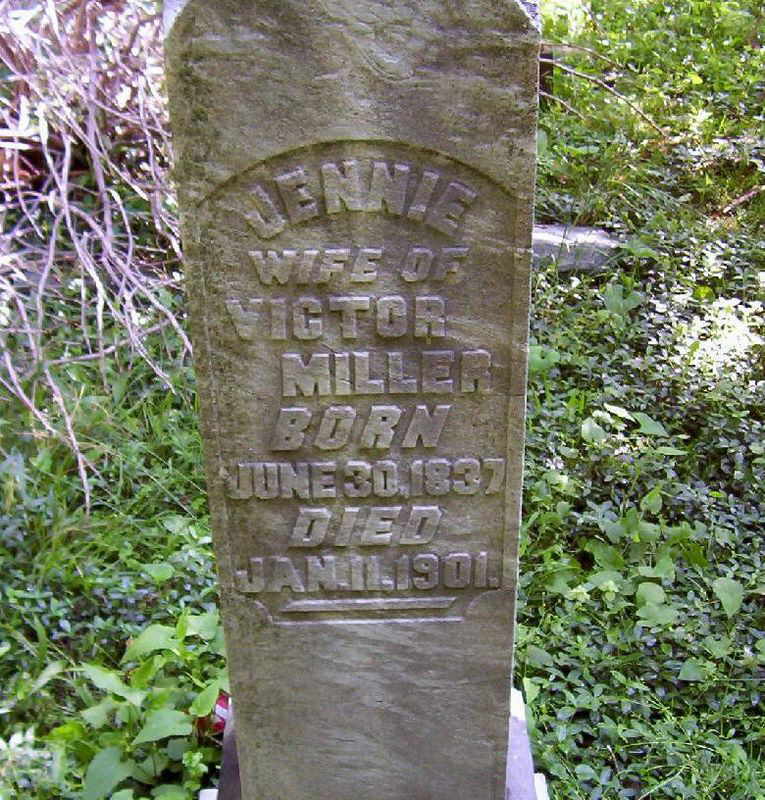 JENNIE
WIFE OF
VICTOR
MILLER
BORN
JUNE 30, 1837
DIED
JAN. 11, 1901.